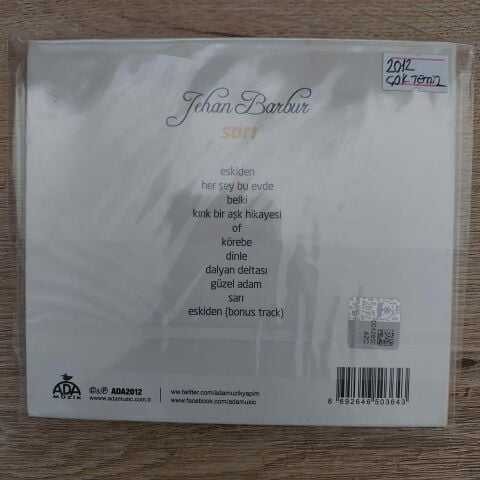 2012
ÇOK TEMİZ
Jehan Barbur
sarı
eskiden
her şey bu evde
belki
kırık bir aşk hikayesi
of
körebe
dinle
dalyan deltası
güzel adam
sarı
eskiden (bonus track)
ADA
MÜZİK
©℗ ADA2012
www.adamusic.com.tr
ww.twitter.com/adamuzikyapim
www.facebook.com/adamusic
8 692646 503643